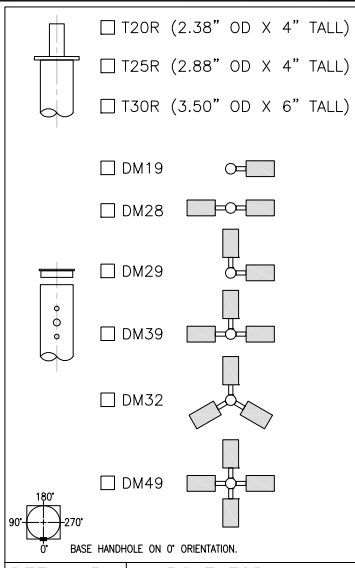 T20R (2.38” OD X 4” TALL)
T25R (2.88” OD X 4” TALL)
T30R (3.50” OD X 6” TALL)
DM19
DM28
DM29
DM39
DM32
DM49
180°
90° 270°
0° BASE HANDHOLE ON 0° ORIENTATION.